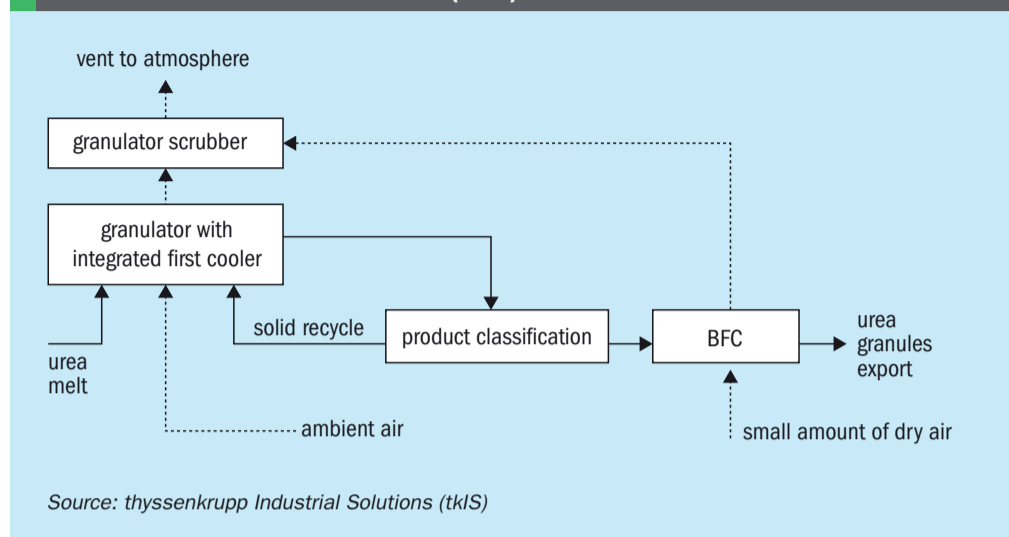 vent to atmosphere
granulator scrubber
granulator with
integrated first cooler
solid recycle
product classification
BFC
urea
granules
export
urea
melt
ambient air
small amount of dry air
Source: thyssenkrupp Industrial Solutions (tkIS)